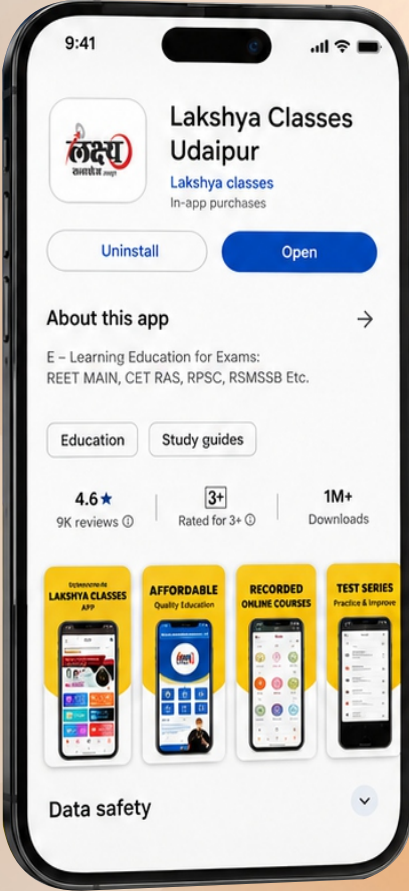 9:41
लक्ष्य
क्लासेस
Lakshya Classes
Udaipur
Lakshya classes
In-app purchases
Uninstall
Open
About this app
E – Learning Education for Exams:
REET MAIN, CET RAS, RPSC, RSMSSB Etc.
Education
Study guides
4.6★
9K reviews
3+
Rated for 3+
1M+
Downloads
LAKSHYA CLASSES
APP
AFFORDABLE
Quality Education
RECORDED
ONLINE COURSES
TEST SERIES
Practice & Improve
Data safety